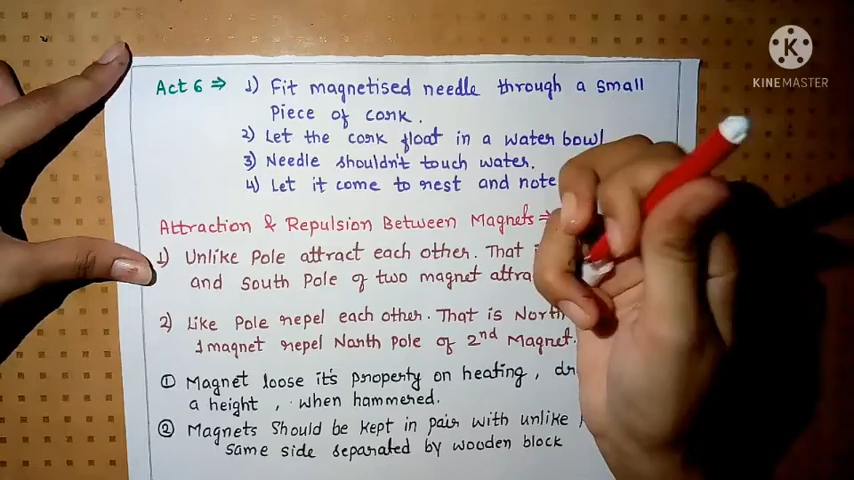 Act 6 ⇒ 1) Fit magnetised needle through a small
Piece of cork.
2) Let the cork float in a water bowl
3) Needle shouldn't touch water.
4) Let it come to rest and note
Attraction & Repulsion Between Magnets ⇒
1) Unlike Pole attract each other. That
and south Pole of two magnet attra
2) Like Pole repel each other. That is North
1 magnet repel Narth pole of 2nd Magnet.
① Magnet loose it's property on heating, dr
a height, . when hammered.
② Magnets Should be kept in pair with unlike
same side separated by wooden block
K
KINEMASTER